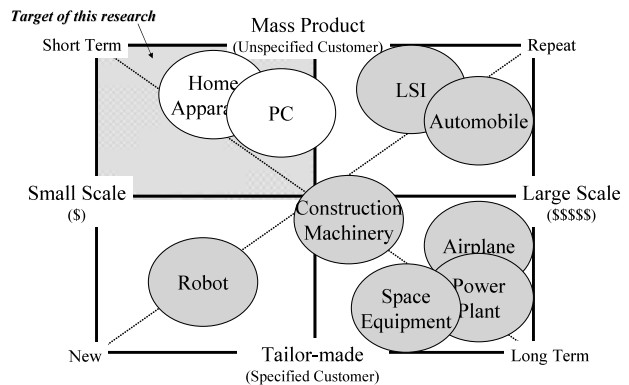 Target of this research
Mass Product
(Unspecified Customer)
Short Term
Repeat
Home
Appara
PC
LSI
Automobile
Small Scale
($)
Large Scale
($$$$$)
Construction
Machinery
Airplane
Robot
Power
Plant
Space
Equipment
New
Tailor-made
(Specified Customer)
Long Term